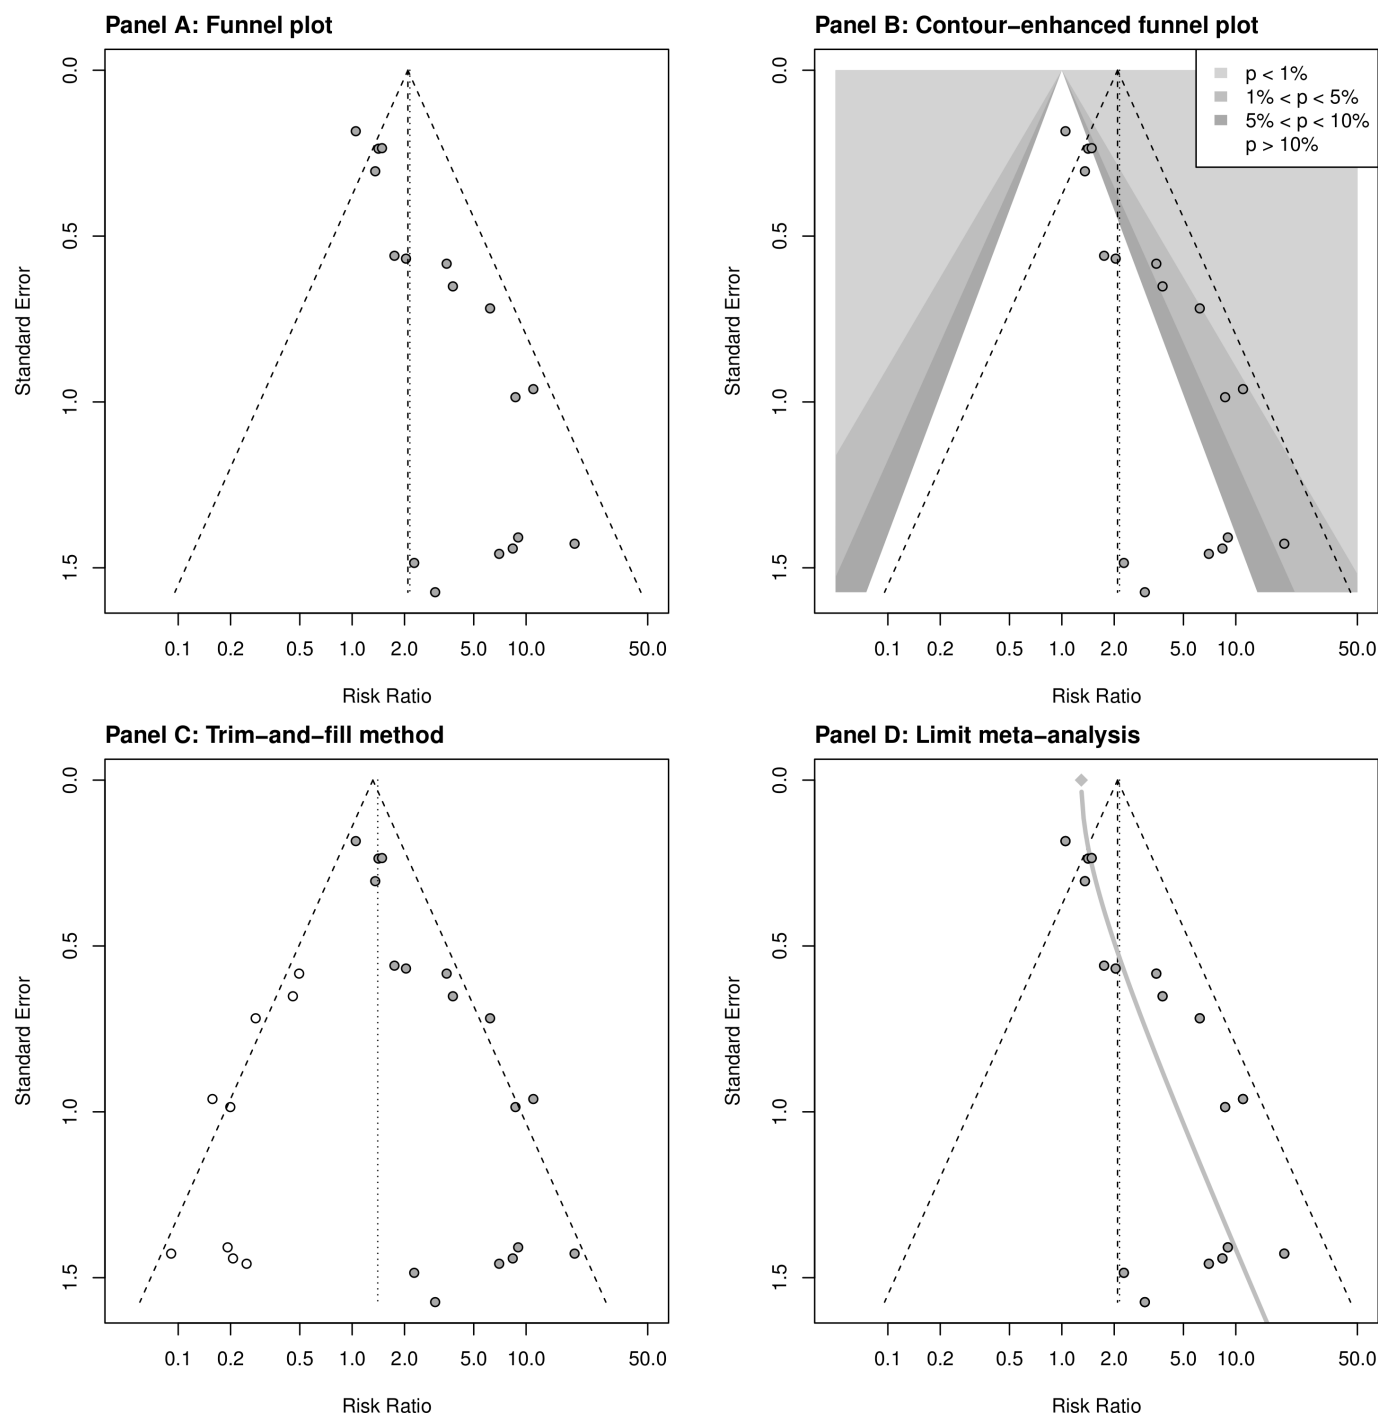 Panel A: Funnel plot
0.0
0.5
1.0
1.5
Standard Error
0.1 0.2 0.5 1.0 2.0 5.0 10.0 50.0
Risk Ratio
Panel B: Contour−enhanced funnel plot
p < 1%
1% < p < 5%
5% < p < 10%
p > 10%
0.0
0.5
1.0
1.5
Standard Error
0.1 0.2 0.5 1.0 2.0 5.0 10.0 50.0
Risk Ratio
Panel C: Trim−and−fill method
0.0
0.5
1.0
1.5
Standard Error
0.1 0.2 0.5 1.0 2.0 5.0 10.0 50.0
Risk Ratio
Panel D: Limit meta−analysis
0.0
0.5
1.0
1.5
Standard Error
0.1 0.2 0.5 1.0 2.0 5.0 10.0 50.0
Risk Ratio